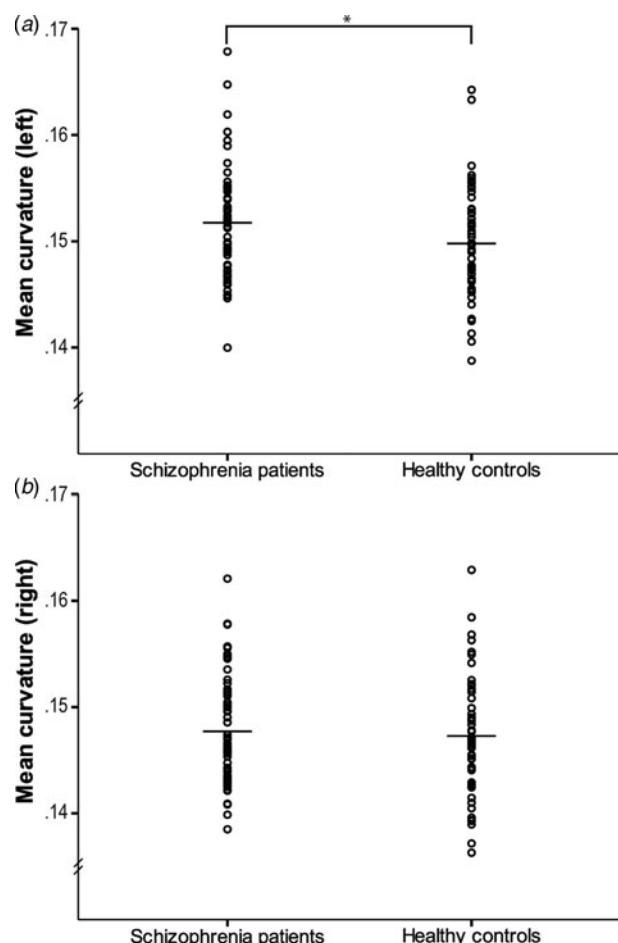 (a)
.17
*
.16
Mean curvature (left)
.15
.14
Schizophrenia patients
Healthy controls
(b)
.17
.16
Mean curvature (right)
.15
.14
Schizophrenia patients
Healthy controls